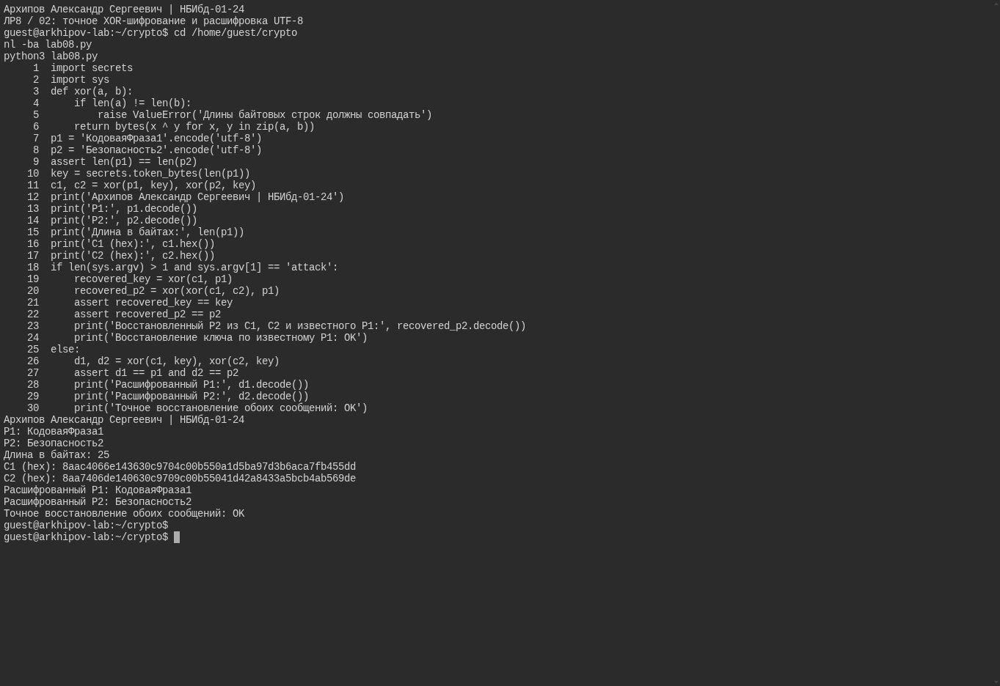 Архипов Александр Сергеевич | НБИбд-01-24
ЛР8 / 02: точное XOR-шифрование и расшифровка UTF-8
guest@arkhipov-lab:~/crypto$ cd /home/guest/crypto
nl -ba lab08.py
python3 lab08.py
     1  import secrets
     2  import sys
     3  def xor(a, b):
     4      if len(a) != len(b):
     5          raise ValueError('Длины байтовых строк должны совпадать')
     6      return bytes(x ^ y for x, y in zip(a, b))
     7  p1 = 'КодоваяФраза1'.encode('utf-8')
     8  p2 = 'Безопасность2'.encode('utf-8')
     9  assert len(p1) == len(p2)
    10  key = secrets.token_bytes(len(p1))
    11  c1, c2 = xor(p1, key), xor(p2, key)
    12  print('Архипов Александр Сергеевич | НБИбд-01-24')
    13  print('P1:', p1.decode())
    14  print('P2:', p2.decode())
    15  print('Длина в байтах:', len(p1))
    16  print('C1 (hex):', c1.hex())
    17  print('C2 (hex):', c2.hex())
    18  if len(sys.argv) > 1 and sys.argv[1] == 'attack':
    19      recovered_key = xor(c1, p1)
    20      recovered_p2 = xor(xor(c1, c2), p1)
    21      assert recovered_key == key
    22      assert recovered_p2 == p2
    23      print('Восстановленный P2 из C1, C2 и известного P1:', recovered_p2.decode())
    24      print('Восстановление ключа по известному P1: OK')
    25  else:
    26      d1, d2 = xor(c1, key), xor(c2, key)
    27      assert d1 == p1 and d2 == p2
    28      print('Расшифрованный P1:', d1.decode())
    29      print('Расшифрованный P2:', d2.decode())
    30      print('Точное восстановление обоих сообщений: OK')
Архипов Александр Сергеевич | НБИбд-01-24
P1: КодоваяФраза1
P2: Безопасность2
Длина в байтах: 25
C1 (hex): 8aac4066e143630c9704c00b550a1d5ba97d3b6aca7fb455dd
C2 (hex): 8aa7406de140630c9709c00b55041d42a8433a5bcb4ab569de
Расшифрованный P1: КодоваяФраза1
Расшифрованный P2: Безопасность2
Точное восстановление обоих сообщений: OK
guest@arkhipov-lab:~/crypto$
guest@arkhipov-lab:~/crypto$